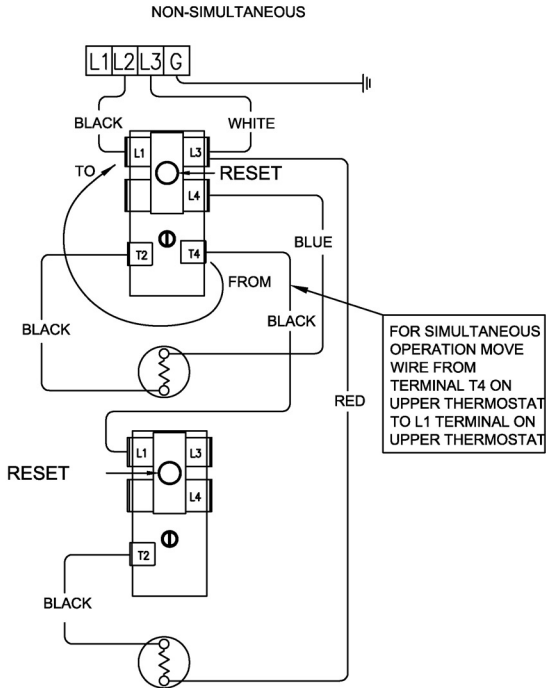 NON-SIMULTANEOUS
L1 L2 L3 G
BLACK
WHITE
L1
L3
TO
RESET
L4
BLUE
T2
T4
FROM
BLACK
BLACK
FOR SIMULTANEOUS
OPERATION MOVE
WIRE FROM
TERMINAL T4 ON
UPPER THERMOSTAT
TO L1 TERMINAL ON
UPPER THERMOSTAT
RED
L1
L3
RESET
L4
T2
BLACK